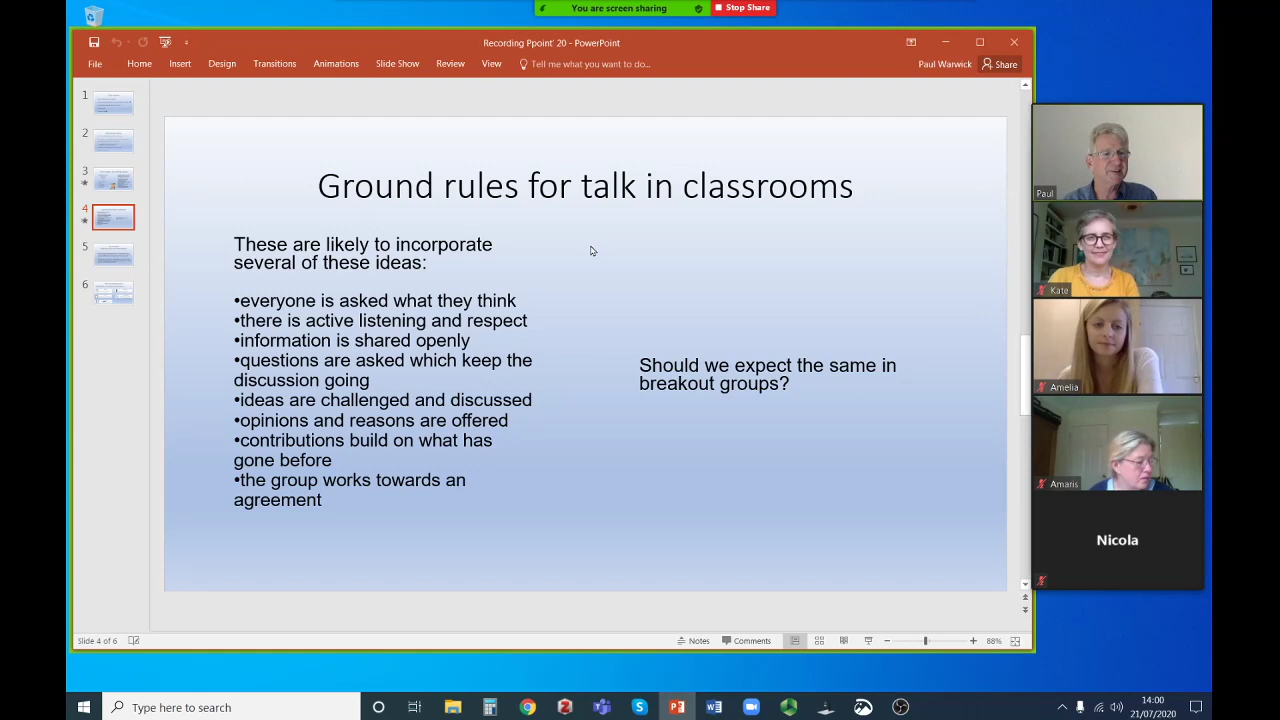 You are screen sharing
Stop Share
Recording Ppoint' 20 - PowerPoint
File Home Insert Design Transitions Animations Slide Show Review View Tell me what you want to do... Paul Warwick Share
1
2
3
4
5
6
Ground rules for talk in classrooms
These are likely to incorporate
several of these ideas:
•everyone is asked what they think
•there is active listening and respect
•information is shared openly
•questions are asked which keep the
discussion going
•ideas are challenged and discussed
•opinions and reasons are offered
•contributions build on what has
gone before
•the group works towards an
agreement
Should we expect the same in
breakout groups?
Paul
Kate
Amelia
Amaris
Nicola
Slide 4 of 6 Notes Comments 88%
Type here to search
14:00
21/07/2020